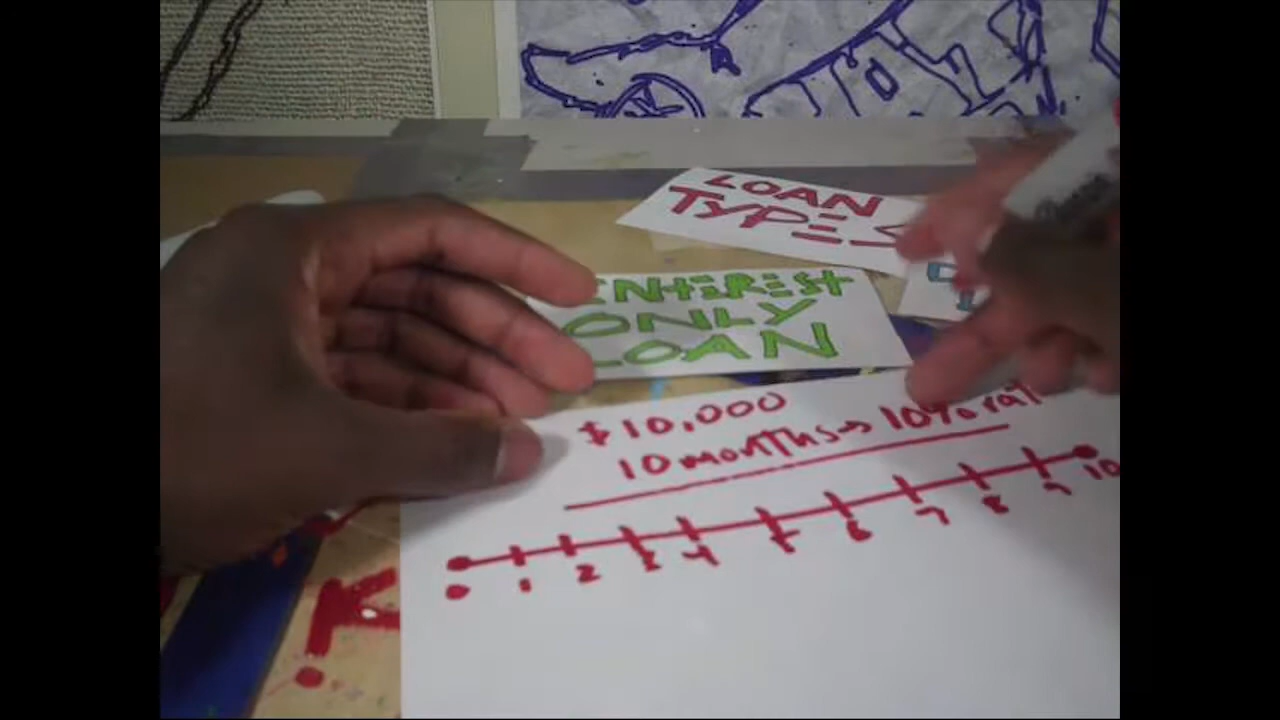 LOAN
TYPES
INTEREST
ONLY
LOAN
$10,000
10 months → 10%
0 1 2 3 4 5 6 7 8 9 10
K